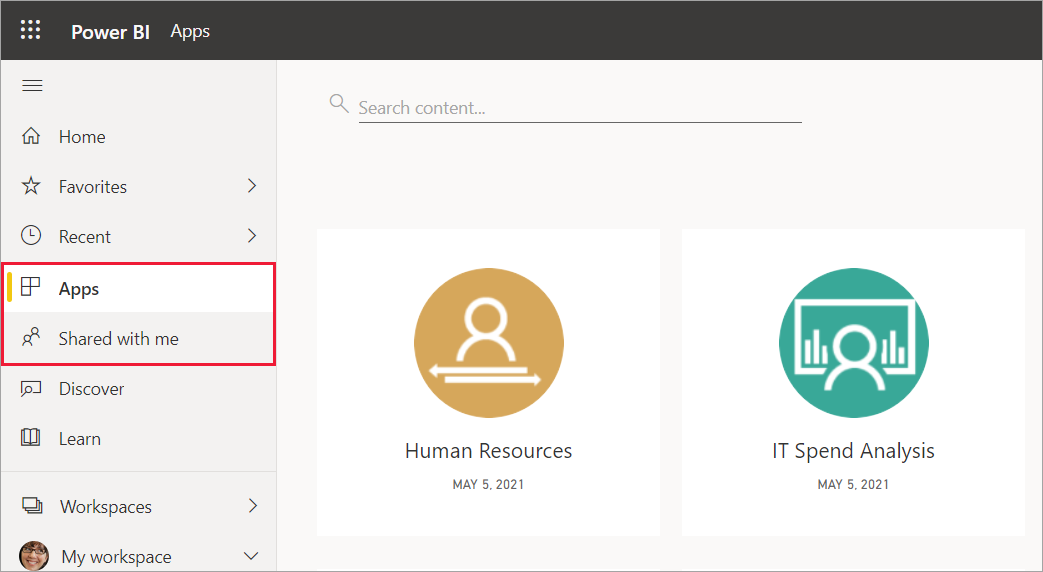 Power BI Apps
Search content...
Home
Favorites
Recent
Apps
Shared with me
Discover
Learn
Workspaces
My workspace
Human Resources
MAY 5, 2021
IT Spend Analysis
MAY 5, 2021